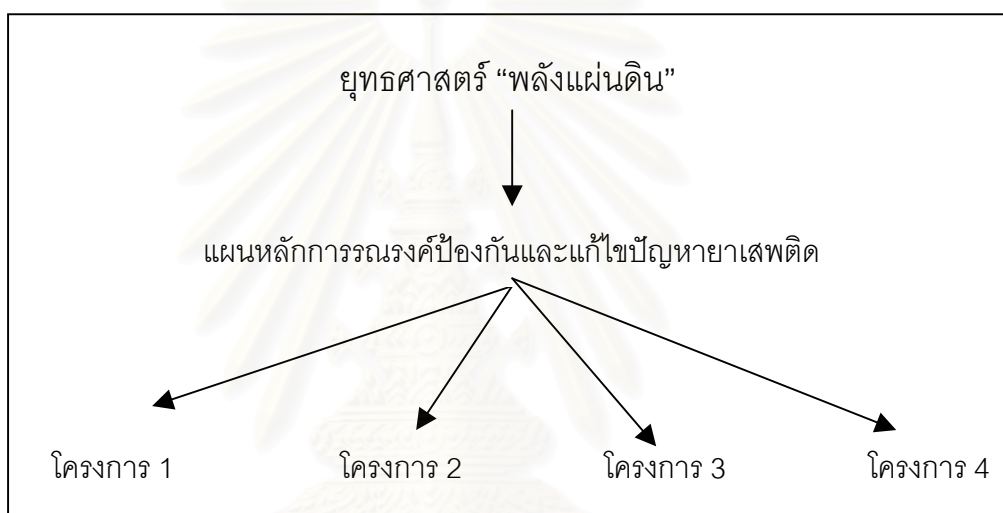 ยุทธศาสตร์ “พลังแผ่นดิน”
แผนหลักการรณรงค์ป้องกันและแก้ไขปัญหายาเสพติด
โครงการ 1 โครงการ 2 โครงการ 3 โครงการ 4